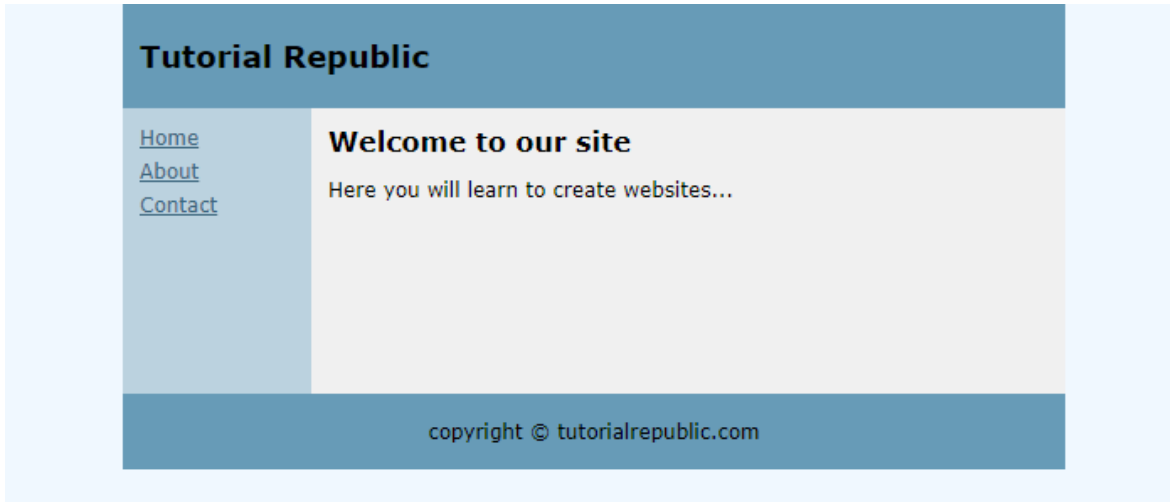 Tutorial Republic
Home
About
Contact
Welcome to our site
Here you will learn to create websites...
copyright © tutorialrepublic.com